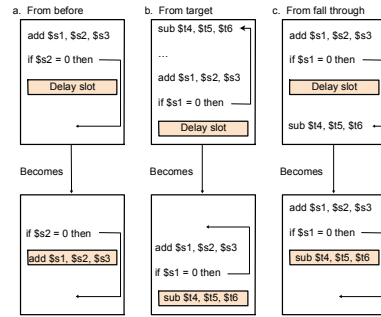 a. From before
add $s1, $s2, $s3
if $s2 = 0 then
Delay slot
Becomes
if $s2 = 0 then
add $s1, $s2, $s3
b. From target
sub $t4, $t5, $t6
...
add $s1, $s2, $s3
if $s1 = 0 then
Delay slot
Becomes
add $s1, $s2, $s3
if $s1 = 0 then
sub $t4, $t5, $t6
c. From fall through
add $s1, $s2, $s3
if $s1 = 0 then
Delay slot
sub $t4, $t5, $t6
Becomes
add $s1, $s2, $s3
if $s1 = 0 then
sub $t4, $t5, $t6